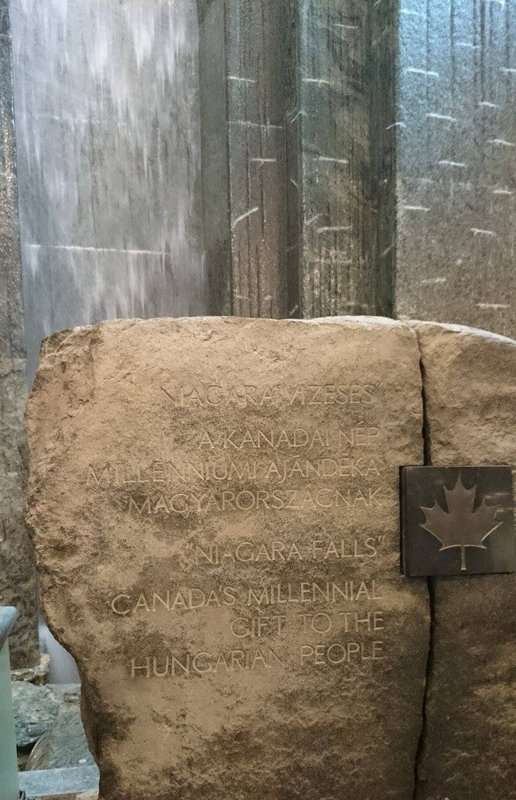 "NIAGARA VÍZESÉS"
A KANADAI NÉP
MILLENNIUMI AJÁNDÉKA
MAGYARORSZÁGNAK
"NIAGARA FALLS"
CANADA'S MILLENNIAL
GIFT TO THE
HUNGARIAN PEOPLE